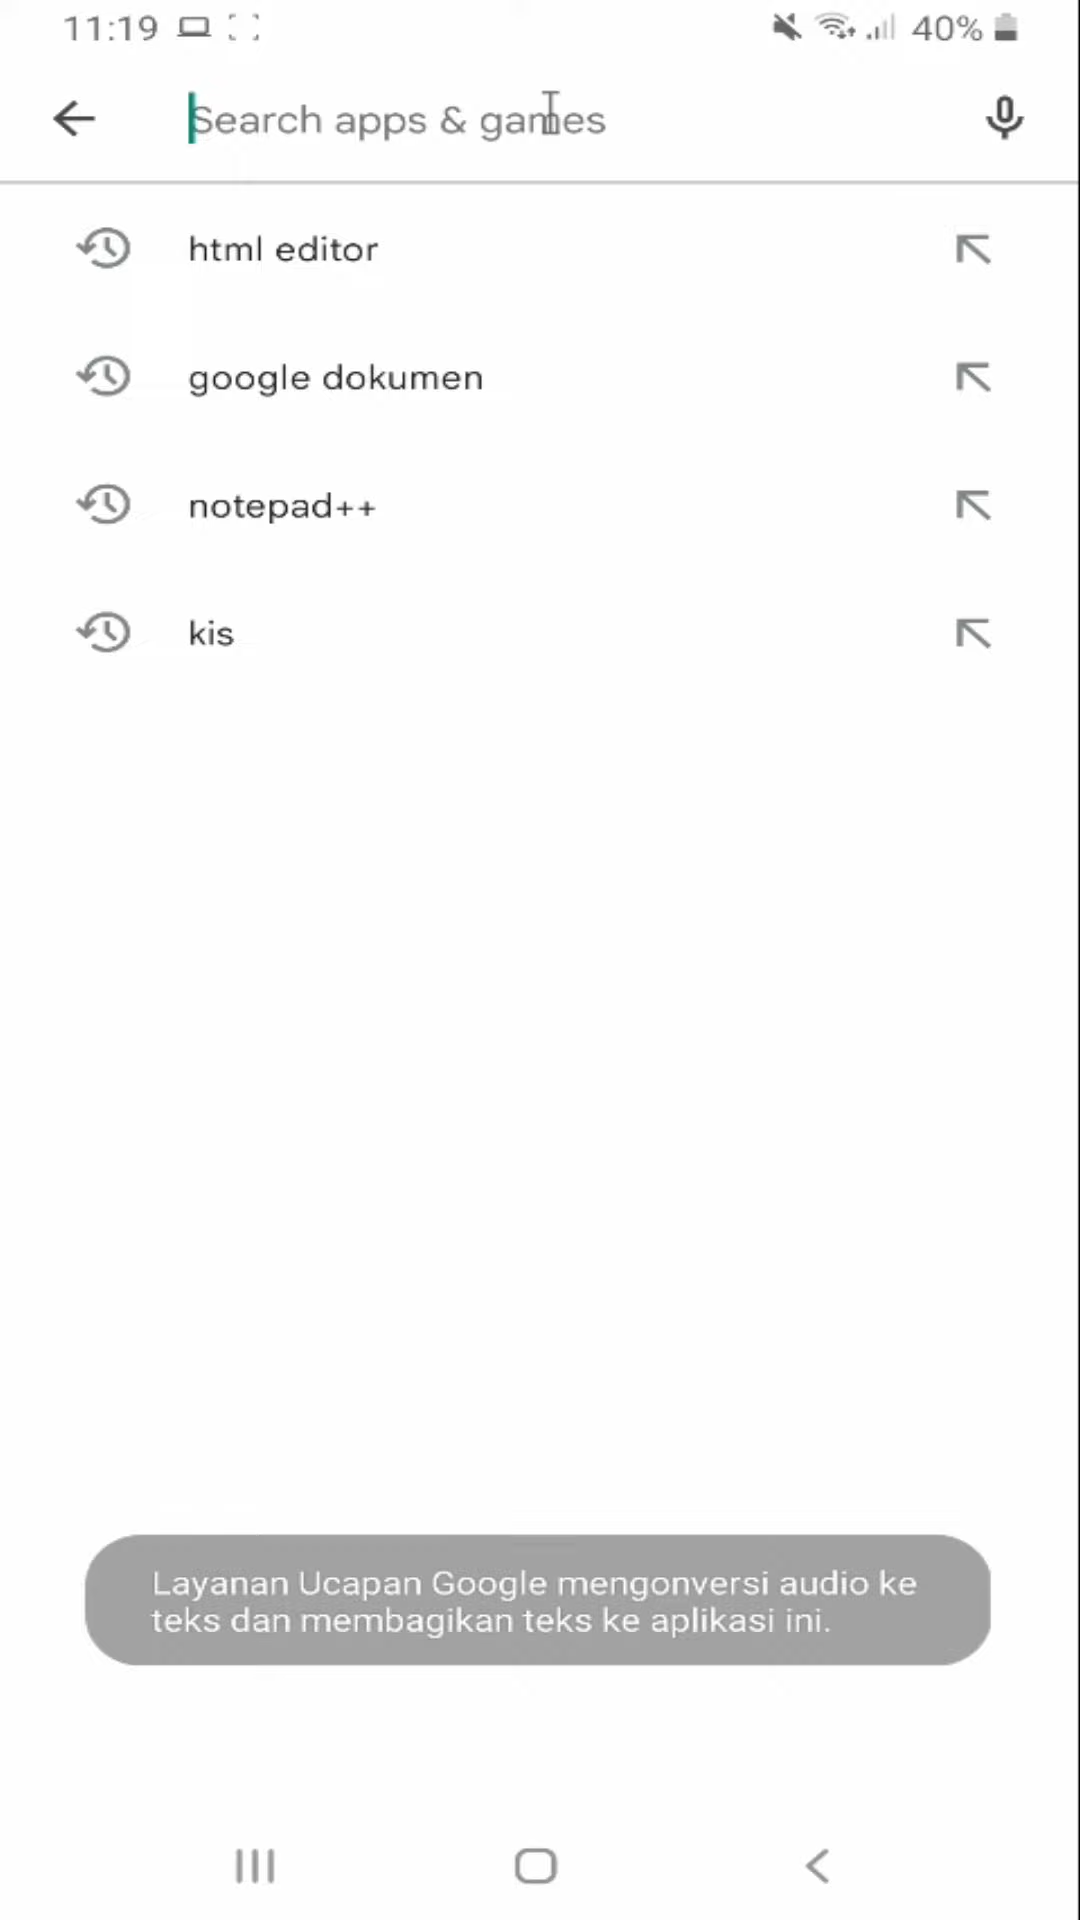 11:19 40%
Search apps & games
html editor
google dokumen
notepad++
kis
Layanan Ucapan Google mengonversi audio ke
teks dan membagikan teks ke aplikasi ini.